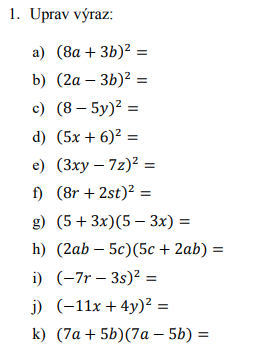 1. Uprav výraz:
a) (8a + 3b)² =
b) (2a − 3b)² =
c) (8 − 5y)² =
d) (5x + 6)² =
e) (3xy − 7z)² =
f) (8r + 2st)² =
g) (5 + 3x)(5 − 3x) =
h) (2ab − 5c)(5c + 2ab) =
i) (−7r − 3s)² =
j) (−11x + 4y)² =
k) (7a + 5b)(7a − 5b) =